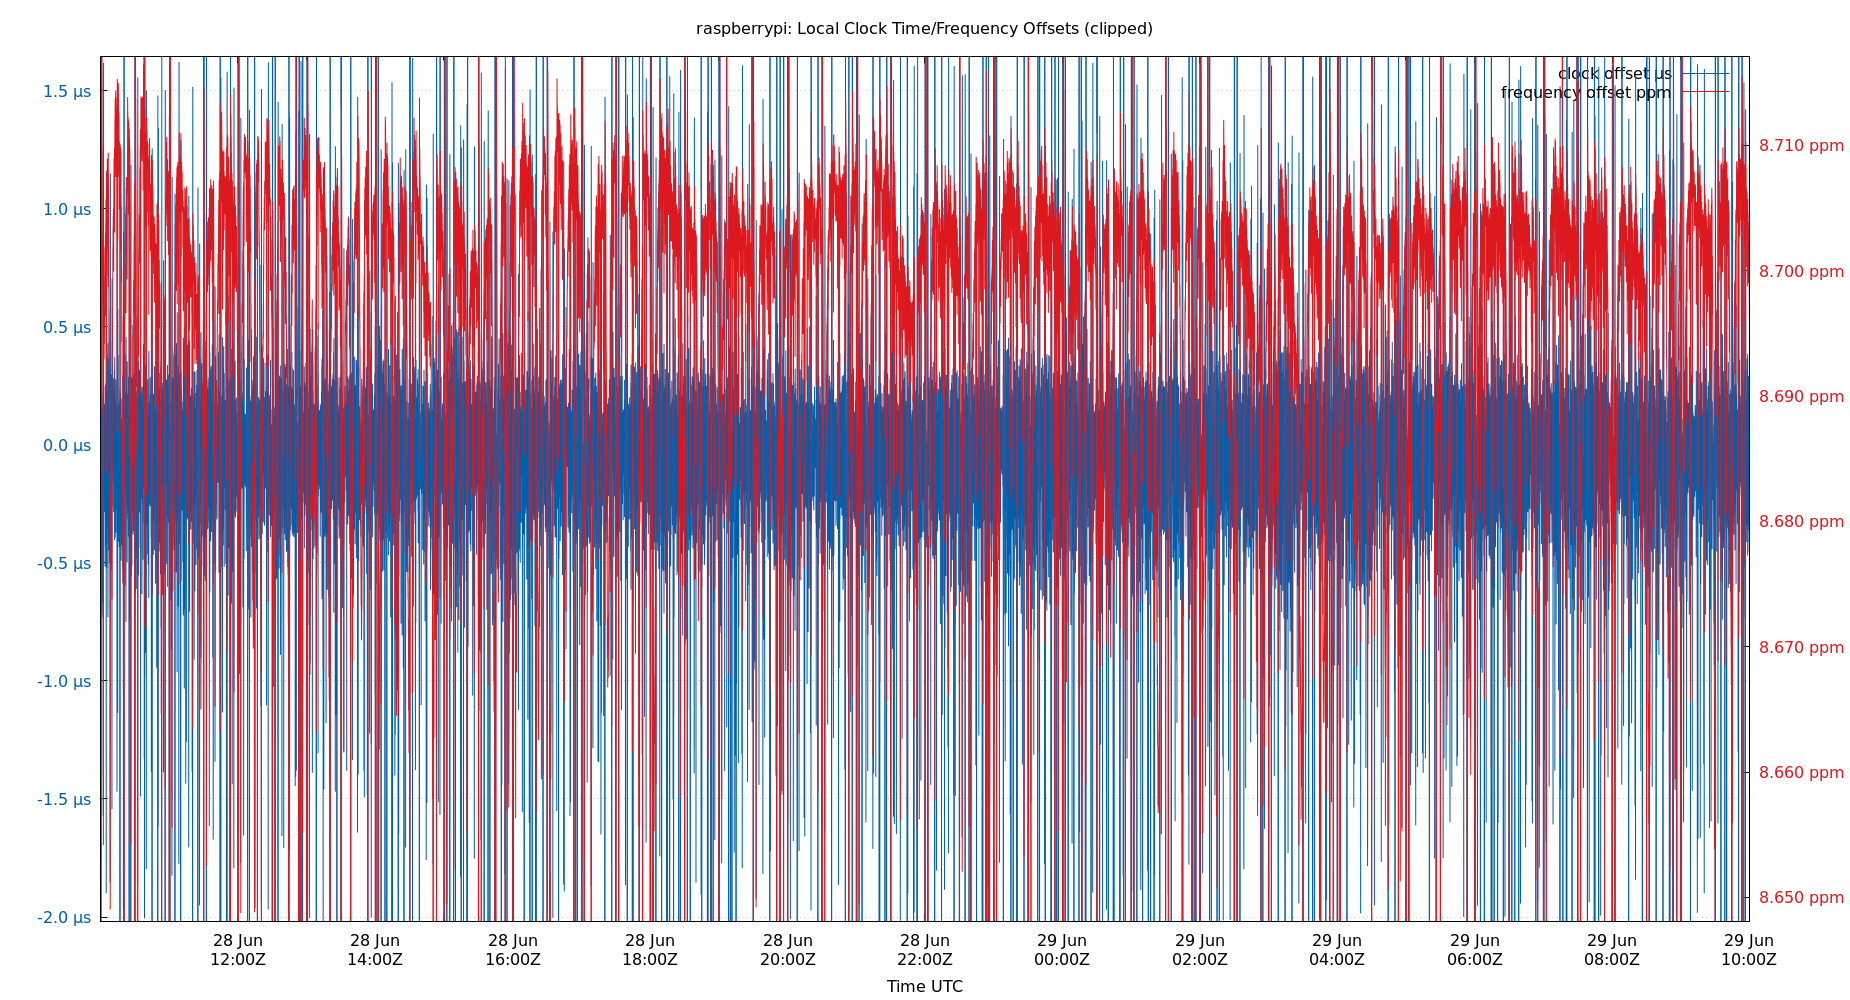 raspberrypi: Local Clock Time/Frequency Offsets (clipped)
clock offset µs
frequency offset ppm
1.5 µs
1.0 µs
0.5 µs
0.0 µs
-0.5 µs
-1.0 µs
-1.5 µs
-2.0 µs
8.710 ppm
8.700 ppm
8.690 ppm
8.680 ppm
8.670 ppm
8.660 ppm
8.650 ppm
28 Jun
12:00Z
28 Jun
14:00Z
28 Jun
16:00Z
28 Jun
18:00Z
28 Jun
20:00Z
28 Jun
22:00Z
29 Jun
00:00Z
29 Jun
02:00Z
29 Jun
04:00Z
29 Jun
06:00Z
29 Jun
08:00Z
29 Jun
10:00Z
Time UTC